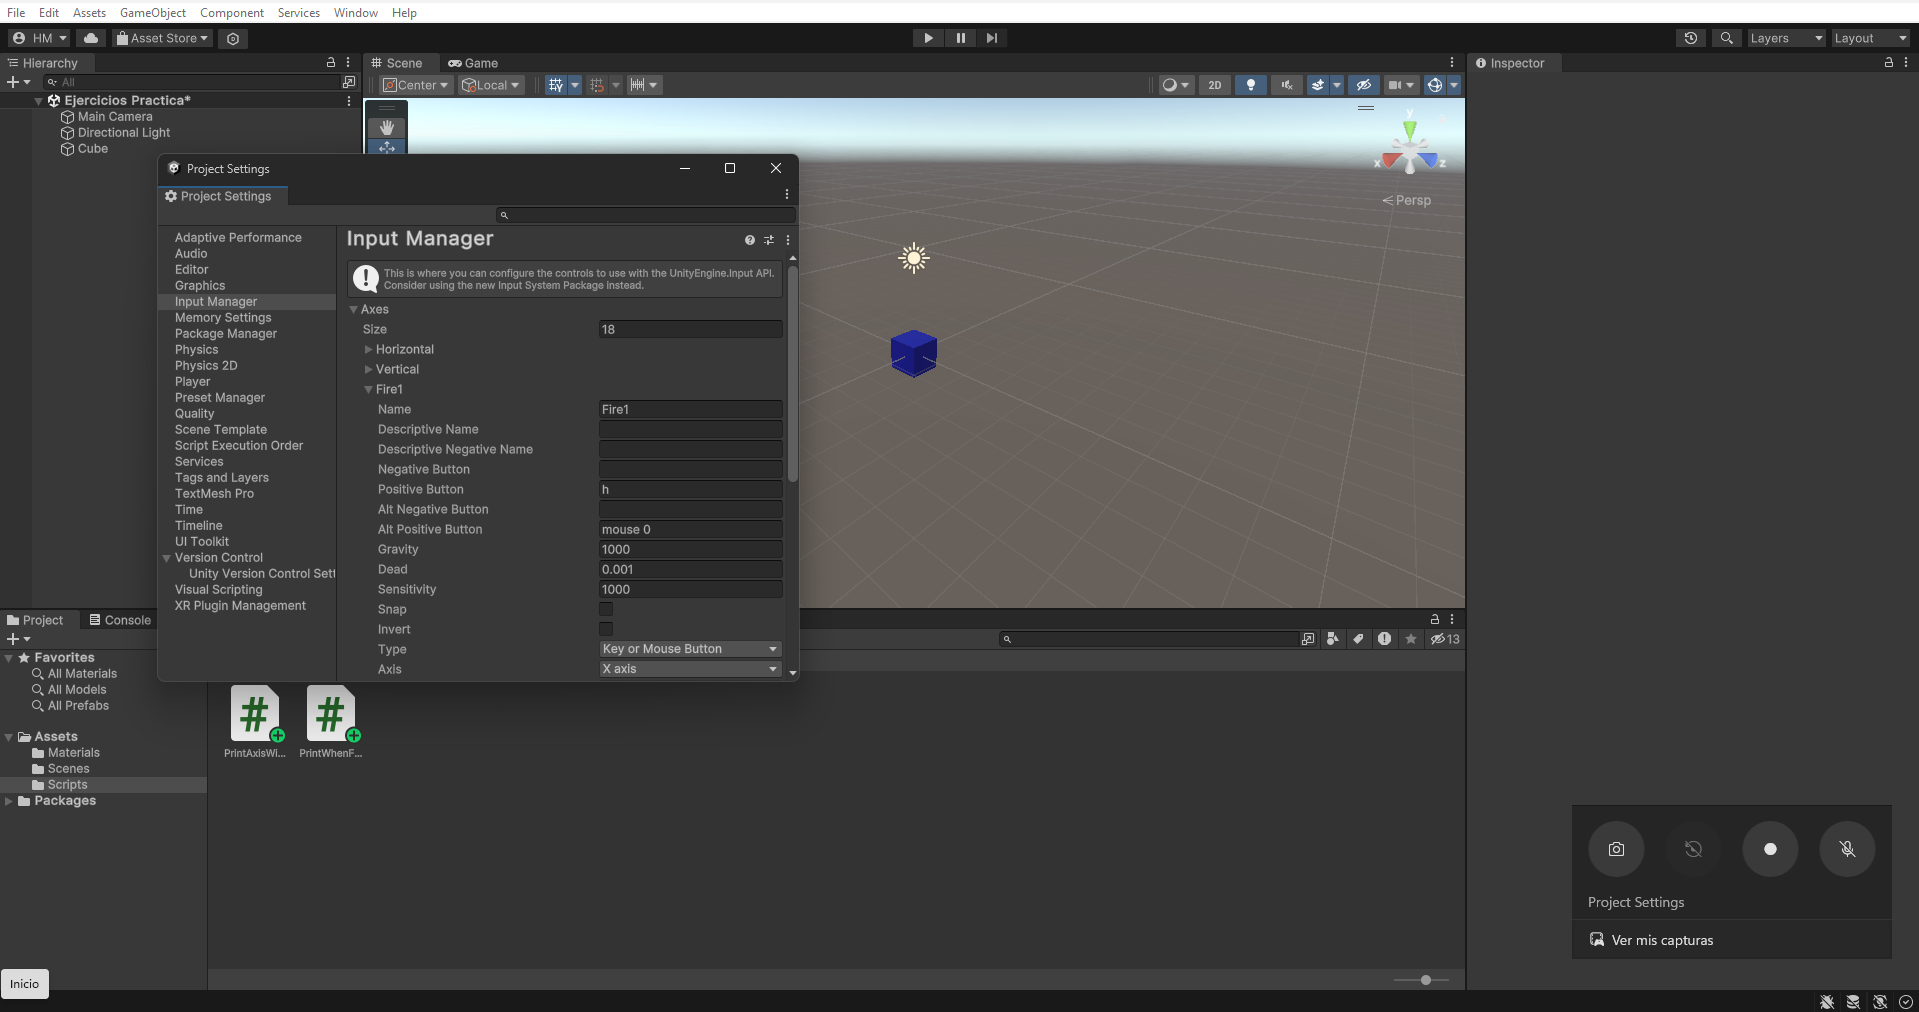 File Edit Assets GameObject Component Services Window Help
HM Asset Store Layers Layout
Hierarchy
All
Ejercicios Practica*
Main Camera
Directional Light
Cube
Scene Game
Center Local 2D
y
x z
Persp
Inspector
Project Settings
Project Settings
Adaptive Performance
Audio
Editor
Graphics
Input Manager
Memory Settings
Package Manager
Physics
Physics 2D
Player
Preset Manager
Quality
Scene Template
Script Execution Order
Services
Tags and Layers
TextMesh Pro
Time
Timeline
UI Toolkit
Version Control
Unity Version Control Sett
Visual Scripting
XR Plugin Management
Input Manager
This is where you can configure the controls to use with the UnityEngine.Input API.
Consider using the new Input System Package instead.
Axes
Size 18
Horizontal
Vertical
Fire1
Name Fire1
Descriptive Name
Descriptive Negative Name
Negative Button
Positive Button h
Alt Negative Button
Alt Positive Button mouse 0
Gravity 1000
Dead 0.001
Sensitivity 1000
Snap
Invert
Type Key or Mouse Button
Axis X axis
Project Console
13
Favorites
All Materials
All Models
All Prefabs
Assets
Materials
Scenes
Scripts
Packages
# #
PrintAxisWi... PrintWhenF...
Project Settings
Ver mis capturas
Inicio